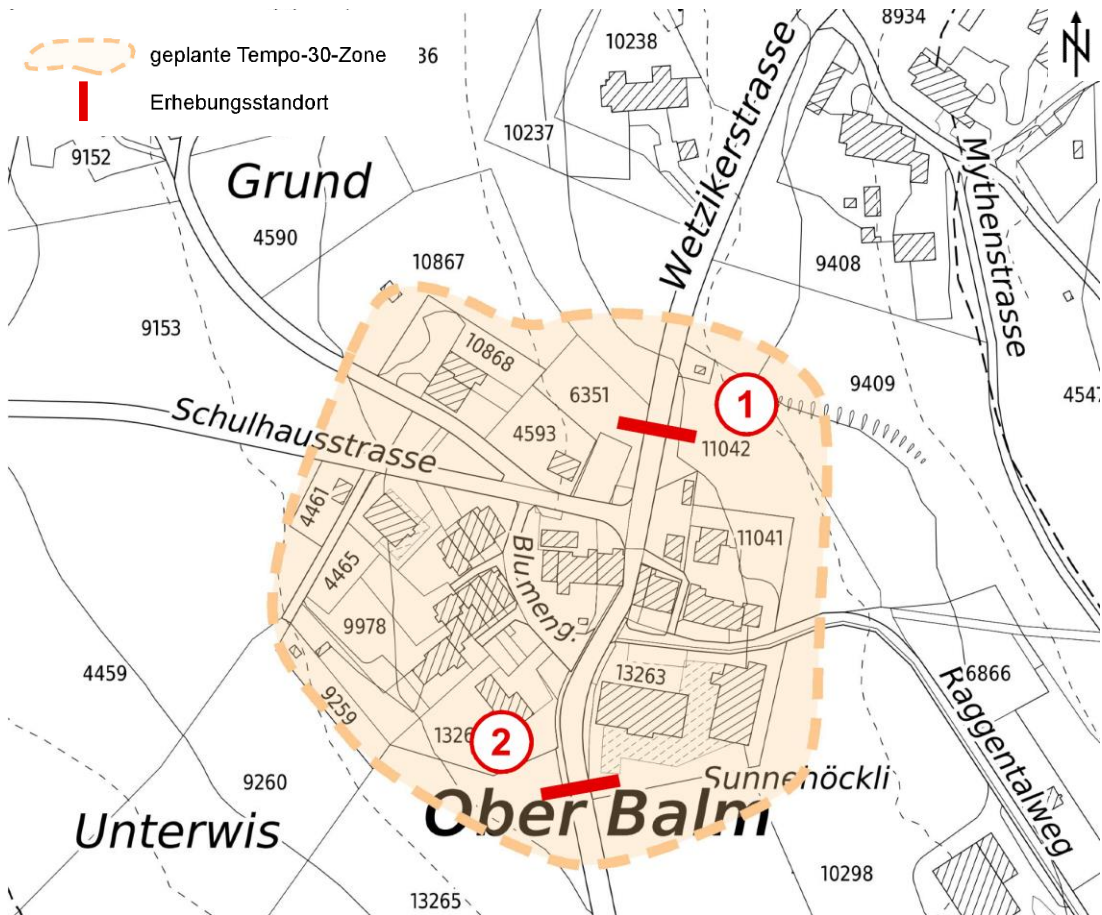 geplante Tempo-30-Zone
Erhebungsstandort
36
10238
8934
10237
9152
Grund
4590
10867
Wetzikerstrasse
Mythenstrasse
9408
9153
10868
6351
9409
4547
1
Schulhausstrasse
4593
11042
4461
4465
Blumeng.
11041
9978
4459
13263
6866
9259
Raggentalweg
2
9260
Sunnehöckli
Unterwis
Ober Balm
10298
13265